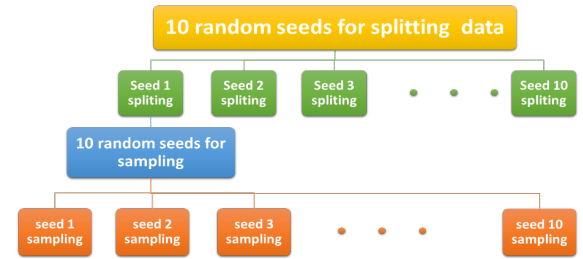 10 random seeds for splitting data
Seed 1
spliting
Seed 2
spliting
Seed 3
spliting
Seed 10
spliting
10 random seeds for
sampling
seed 1
sampling
seed 2
sampling
seed 3
sampling
seed 10
sampling